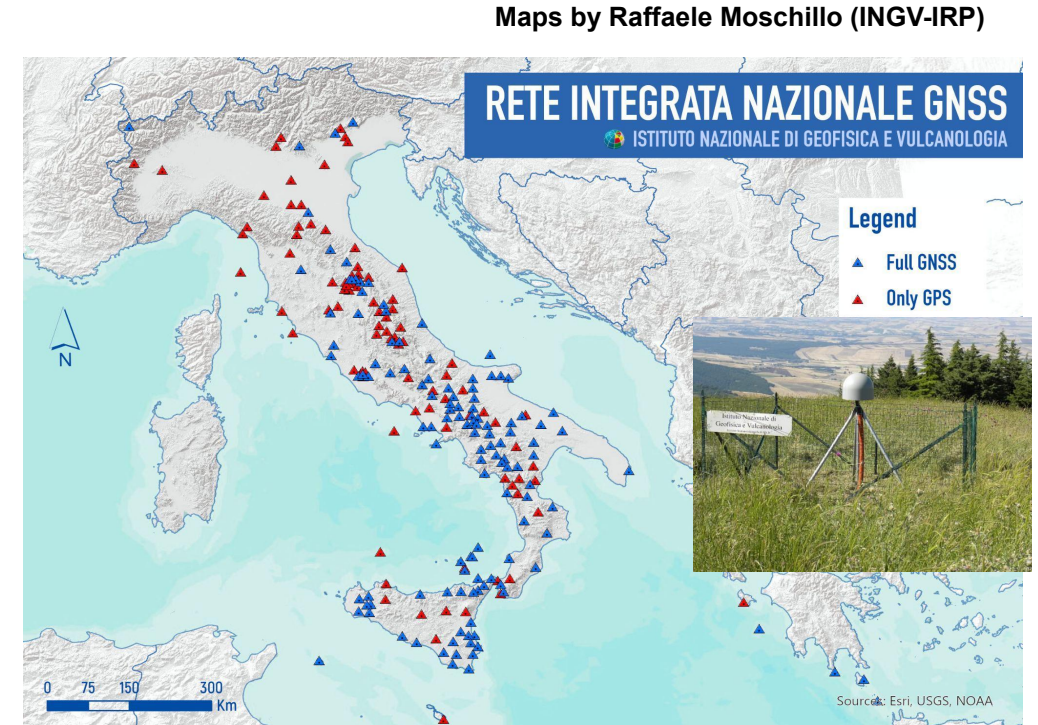 Maps by Raffaele Moschillo (INGV-IRP)
RETE INTEGRATA NAZIONALE GNSS
ISTITUTO NAZIONALE DI GEOFISICA E VULCANOLOGIA
Legend
Full GNSS
Only GPS
Istituto Nazionale di
Geofisica e Vulcanologia
N
0 75 150 300
Km
Sources: Esri, USGS, NOAA